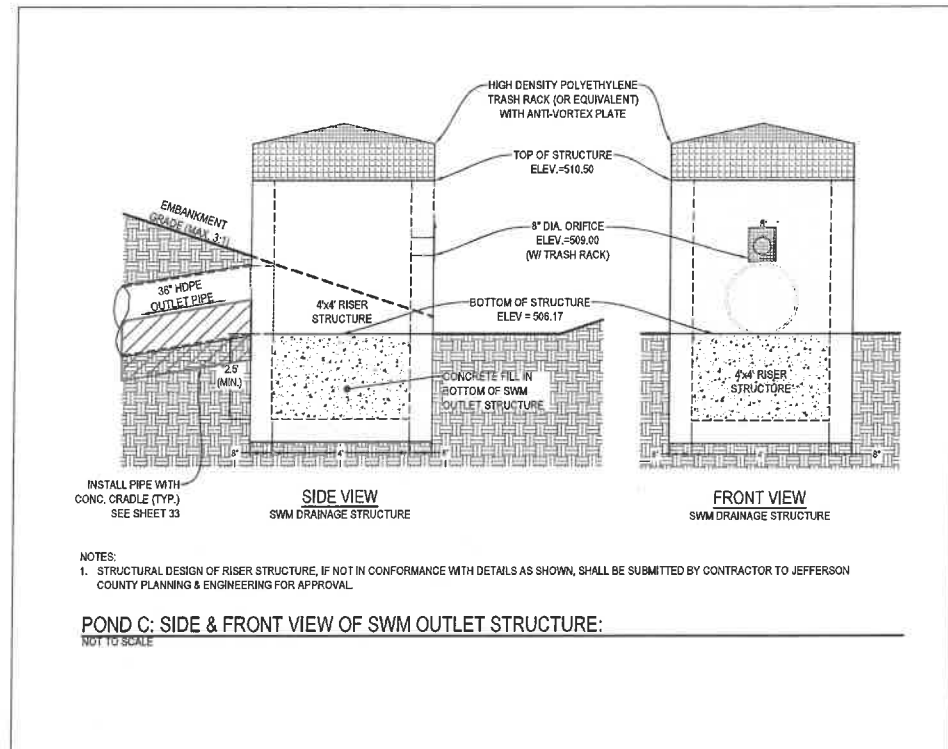 HIGH DENSITY POLYETHYLENE
TRASH RACK (OR EQUIVALENT)
WITH ANTI-VORTEX PLATE
TOP OF STRUCTURE
ELEV.=510.50
EMBANKMENT
GRADE (MAX. 3:1)
8" DIA. ORIFICE
ELEV.=509.00
(W/ TRASH RACK)
36" HDPE
OUTLET PIPE
4'x4' RISER
STRUCTURE
BOTTOM OF STRUCTURE
ELEV = 506.17
2.5'
(MIN.)
CONCRETE FILL IN
BOTTOM OF SWM
OUTLET STRUCTURE
4'x4' RISER
STRUCTURE
8"
4'
8"
INSTALL PIPE WITH
CONC. CRADLE (TYP.)
SEE SHEET 33
SIDE VIEW
SWM DRAINAGE STRUCTURE
FRONT VIEW
SWM DRAINAGE STRUCTURE
NOTES:
1. STRUCTURAL DESIGN OF RISER STRUCTURE, IF NOT IN CONFORMANCE WITH DETAILS AS SHOWN, SHALL BE SUBMITTED BY CONTRACTOR TO JEFFERSON
COUNTY PLANNING & ENGINEERING FOR APPROVAL.
POND C: SIDE & FRONT VIEW OF SWM OUTLET STRUCTURE:
NOT TO SCALE